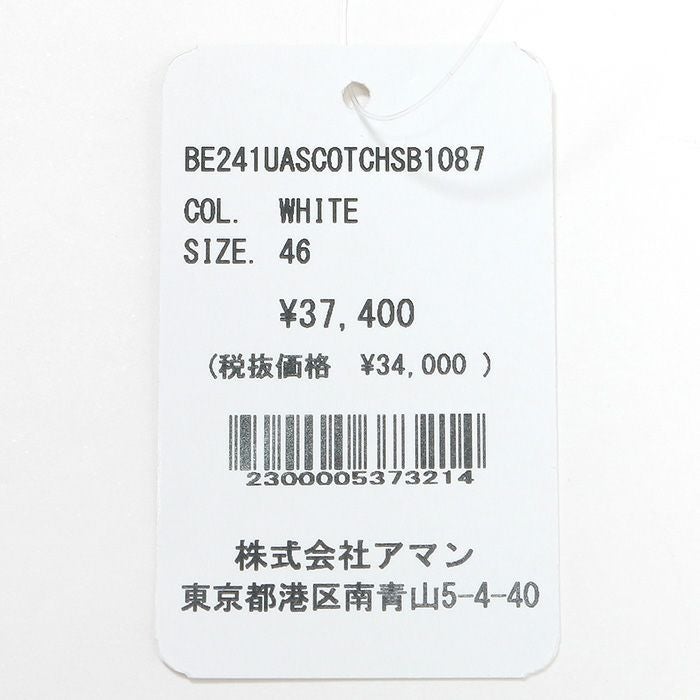 BE241UASCOTCHSB1087
COL. WHITE
SIZE. 46
¥37,400
(税抜価格 ¥34,000 )
2300005373214
株式会社アマン
東京都港区南青山5-4-40